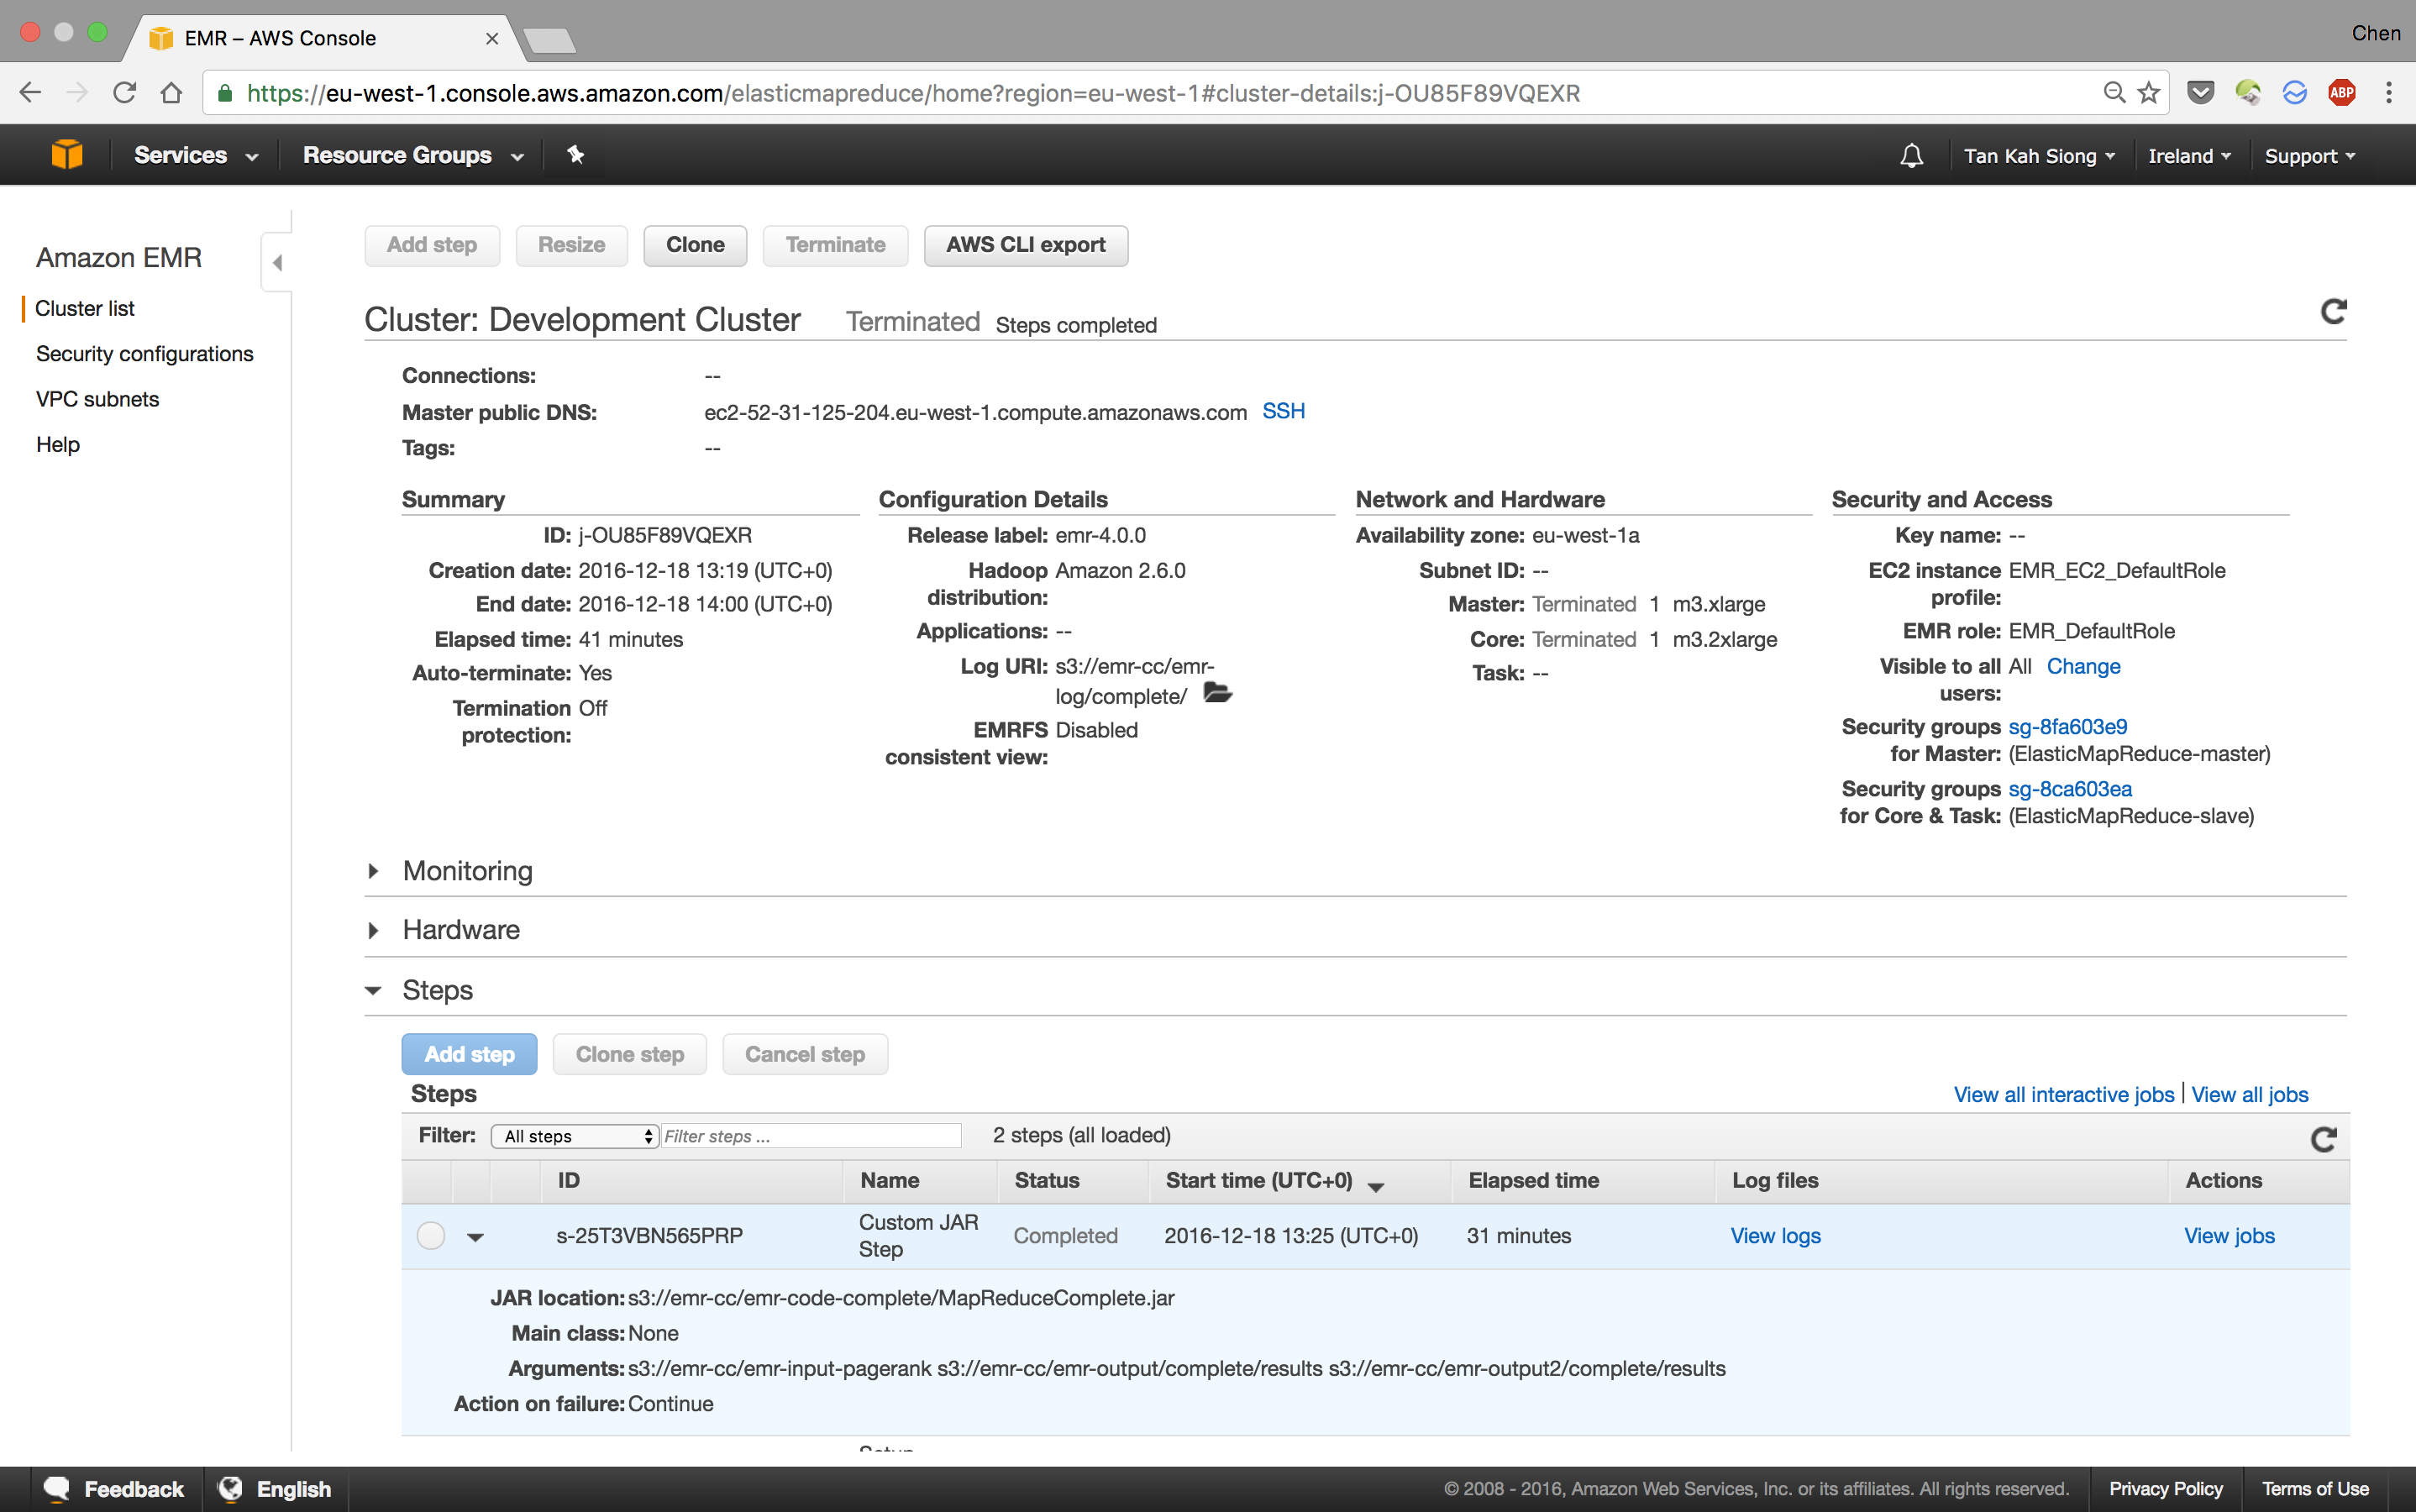 EMR – AWS Console
Chen
https://eu-west-1.console.aws.amazon.com/elasticmapreduce/home?region=eu-west-1#cluster-details:j-OU85F89VQEXR
ABP
Services
Resource Groups
Tan Kah Siong
Ireland
Support
Amazon EMR
Cluster list
Security configurations
VPC subnets
Help
Add step
Resize
Clone
Terminate
AWS CLI export
Cluster: Development Cluster Terminated Steps completed
Connections: --
Master public DNS: ec2-52-31-125-204.eu-west-1.compute.amazonaws.com SSH
Tags: --
Summary
ID: j-OU85F89VQEXR
Creation date: 2016-12-18 13:19 (UTC+0)
End date: 2016-12-18 14:00 (UTC+0)
Elapsed time: 41 minutes
Auto-terminate: Yes
Termination Off
protection:
Configuration Details
Release label: emr-4.0.0
Hadoop Amazon 2.6.0
distribution:
Applications: --
Log URI: s3://emr-cc/emr-
log/complete/
EMRFS Disabled
consistent view:
Network and Hardware
Availability zone: eu-west-1a
Subnet ID: --
Master: Terminated 1 m3.xlarge
Core: Terminated 1 m3.2xlarge
Task: --
Security and Access
Key name: --
EC2 instance EMR_EC2_DefaultRole
profile:
EMR role: EMR_DefaultRole
Visible to all All Change
users:
Security groups sg-8fa603e9
for Master: (ElasticMapReduce-master)
Security groups sg-8ca603ea
for Core & Task: (ElasticMapReduce-slave)
Monitoring
Hardware
Steps
Add step
Clone step
Cancel step
Steps
View all interactive jobs | View all jobs
Filter: All steps Filter steps ... 2 steps (all loaded)
ID Name Status Start time (UTC+0) Elapsed time Log files Actions
s-25T3VBN565PRP Custom JAR Step Completed 2016-12-18 13:25 (UTC+0) 31 minutes View logs View jobs
JAR location: s3://emr-cc/emr-code-complete/MapReduceComplete.jar
Main class: None
Arguments: s3://emr-cc/emr-input-pagerank s3://emr-cc/emr-output/complete/results s3://emr-cc/emr-output2/complete/results
Action on failure: Continue
Feedback
English
© 2008 - 2016, Amazon Web Services, Inc. or its affiliates. All rights reserved.
Privacy Policy
Terms of Use